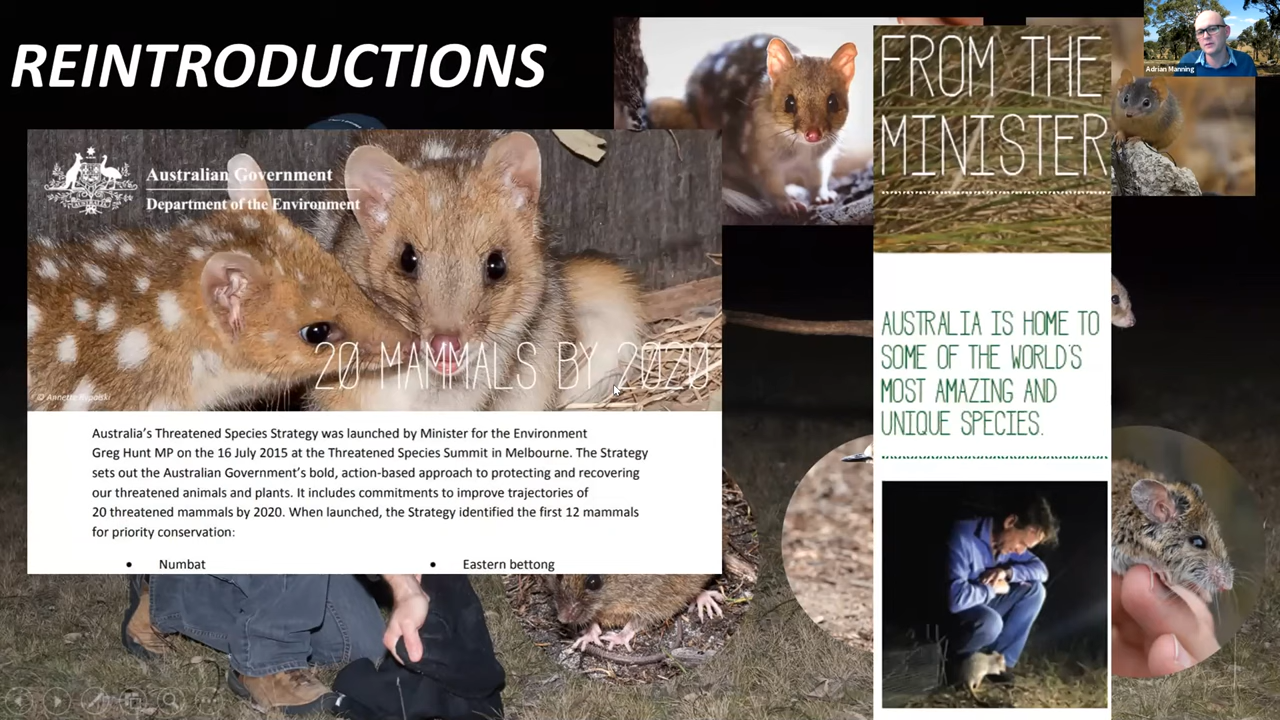 REINTRODUCTIONS
Adrian Manning
Australian Government
Department of the Environment
20 MAMMALS BY 2020
Australia's Threatened Species Strategy was launched by Minister for the Environment
Greg Hunt MP on the 16 July 2015 at the Threatened Species Summit in Melbourne. The Strategy
sets out the Australian Government's bold, action-based approach to protecting and recovering
our threatened animals and plants. It includes commitments to improve trajectories of
20 threatened mammals by 2020. When launched, the Strategy identified the first 12 mammals
for priority conservation:
• Numbat
• Eastern bettong
FROM THE
MINISTER
AUSTRALIA IS HOME TO
SOME OF THE WORLD'S
MOST AMAZING AND
UNIQUE SPECIES.